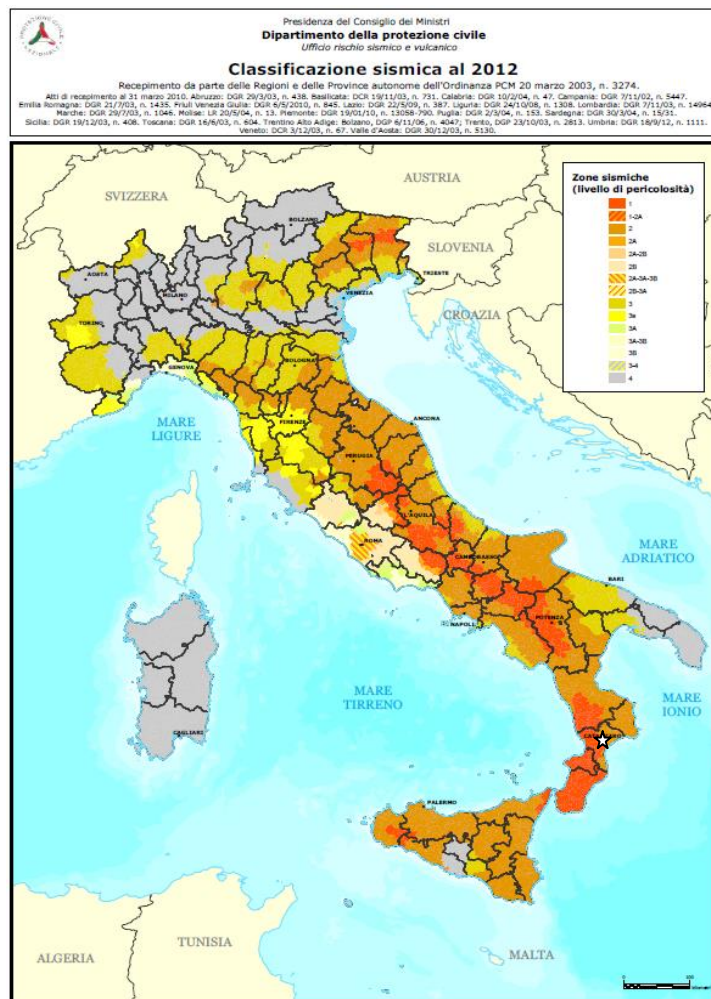 Presidenza del Consiglio dei Ministri
Dipartimento della protezione civile
Ufficio rischio sismico e vulcanico
Classificazione sismica al 2012
Recepimento da parte delle Regioni e delle Province autonome dell'Ordinanza PCM 20 marzo 2003, n. 3274.
Atti di recepimento al 31 marzo 2010. Abruzzo: DGR 29/3/03, n. 438. Basilicata: DCR 19/11/03, n. 731. Calabria: DGR 10/2/04, n. 47. Campania: DGR 7/11/02, n. 5447.
Emilia Romagna: DGR 21/7/03, n. 1435. Friuli Venezia Giulia: DGR 6/5/2010, n. 845. Lazio: DGR 22/5/09, n. 387. Liguria: DGR 24/10/08, n. 1308. Lombardia: DGR 7/11/03, n. 14964
Marche: DGR 29/7/03, n. 1046. Molise: LR 20/5/04, n. 13. Piemonte: DGR 19/01/10, n. 13058-790. Puglia: DGR 2/3/04, n. 153. Sardegna: DGR 30/3/04, n. 15/31.
Sicilia: DGR 19/12/03, n. 408. Toscana: DGR 16/6/03, n. 604. Trentino Alto Adige: Bolzano, DGP 6/11/06, n. 4047; Trento, DGP 23/10/03, n. 2813. Umbria: DGR 18/9/12, n. 1111.
Veneto: DCR 3/12/03, n. 67. Valle d'Aosta: DGR 30/12/03, n. 5130.
Zone sismiche
(livello di pericolosità)
1
1-2A
2
2A
2A-2B
2B
2A-3A-3B
2B-3A
3
3s
3A
3A-3B
3B
3-4
4
AUSTRIA
SVIZZERA
BOLZANO
SLOVENIA
AOSTA
TRIESTE
MILANO
VENEZIA
CROAZIA
TORINO
BOLOGNA
GENOVA
MARE
LIGURE
FIRENZE
ANCONA
PERUGIA
L'AQUILA
ROMA
MARE
ADRIATICO
CAMPOBASSO
BARI
NAPOLI
POTENZA
MARE
TIRRENO
MARE
IONIO
CAGLIARI
PALERMO
ALGERIA
TUNISIA
MALTA
0